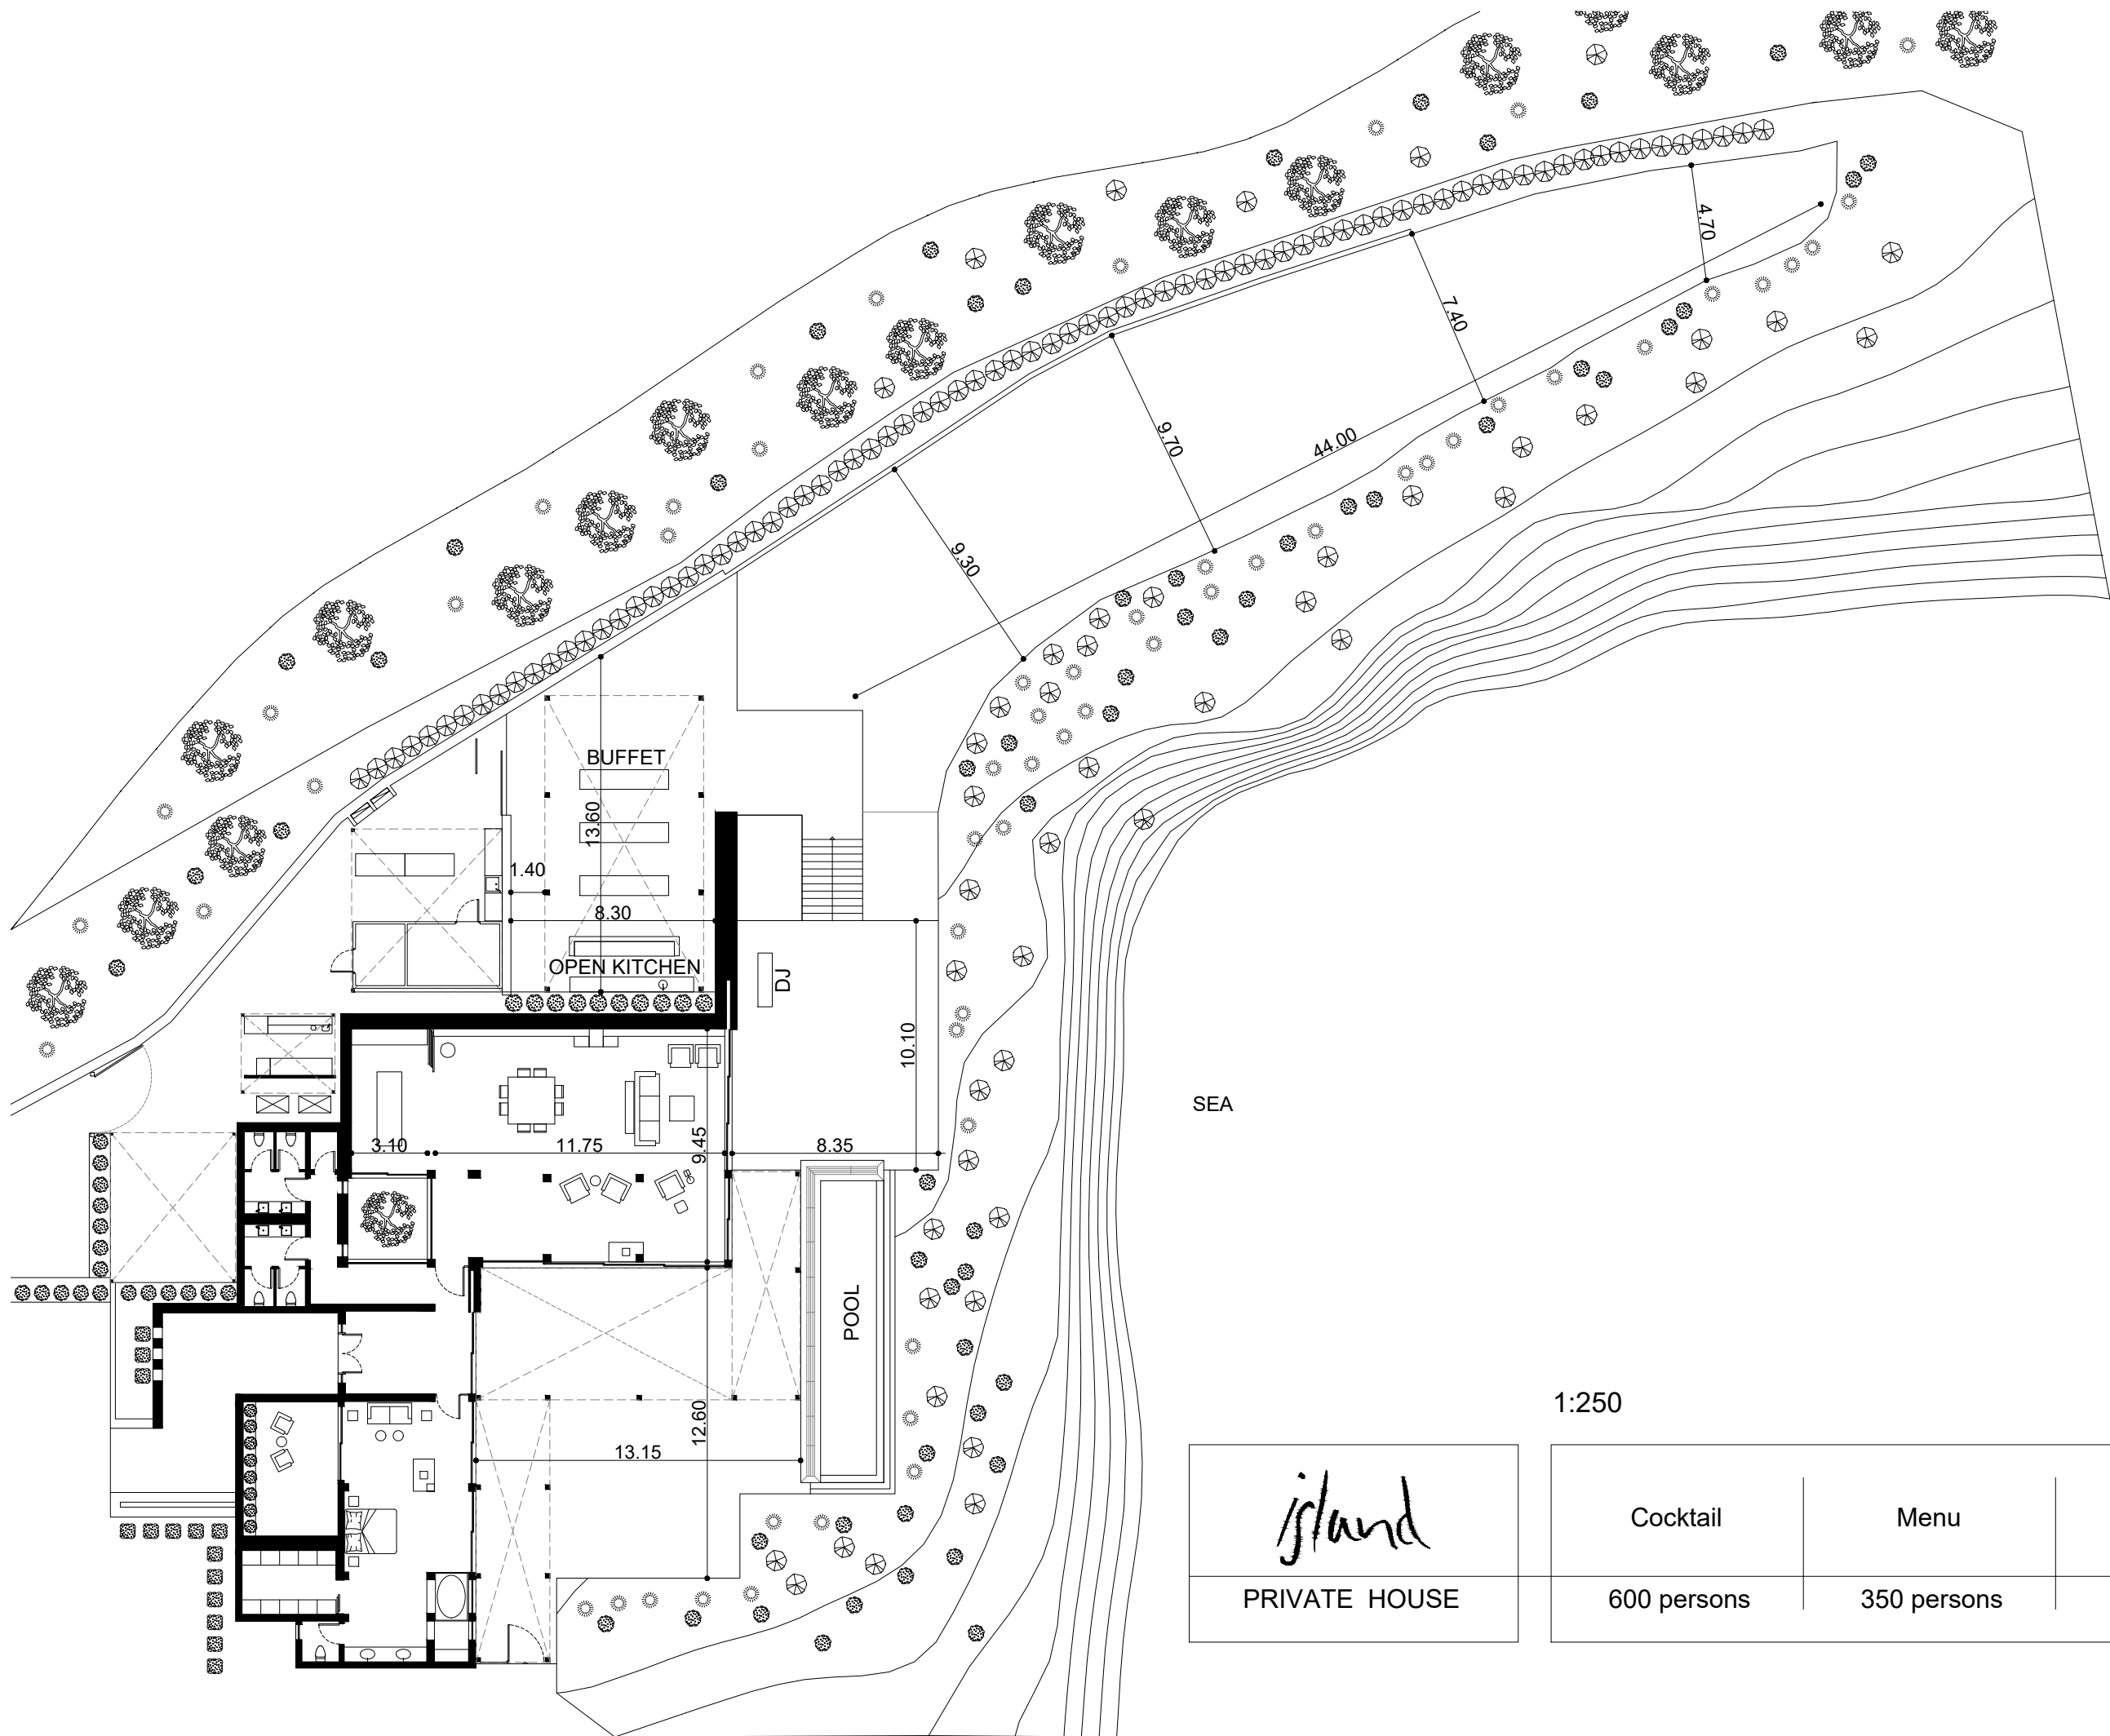 4.70
7.40
9.70
44.00
9.30
BUFFET
13.60
1.40
8.30
OPEN KITCHEN
DJ
10.10
SEA
3.10
11.75
9.45
8.35
POOL
12.60
13.15
1:250
island
Cocktail
Menu
PRIVATE HOUSE
600 persons
350 persons